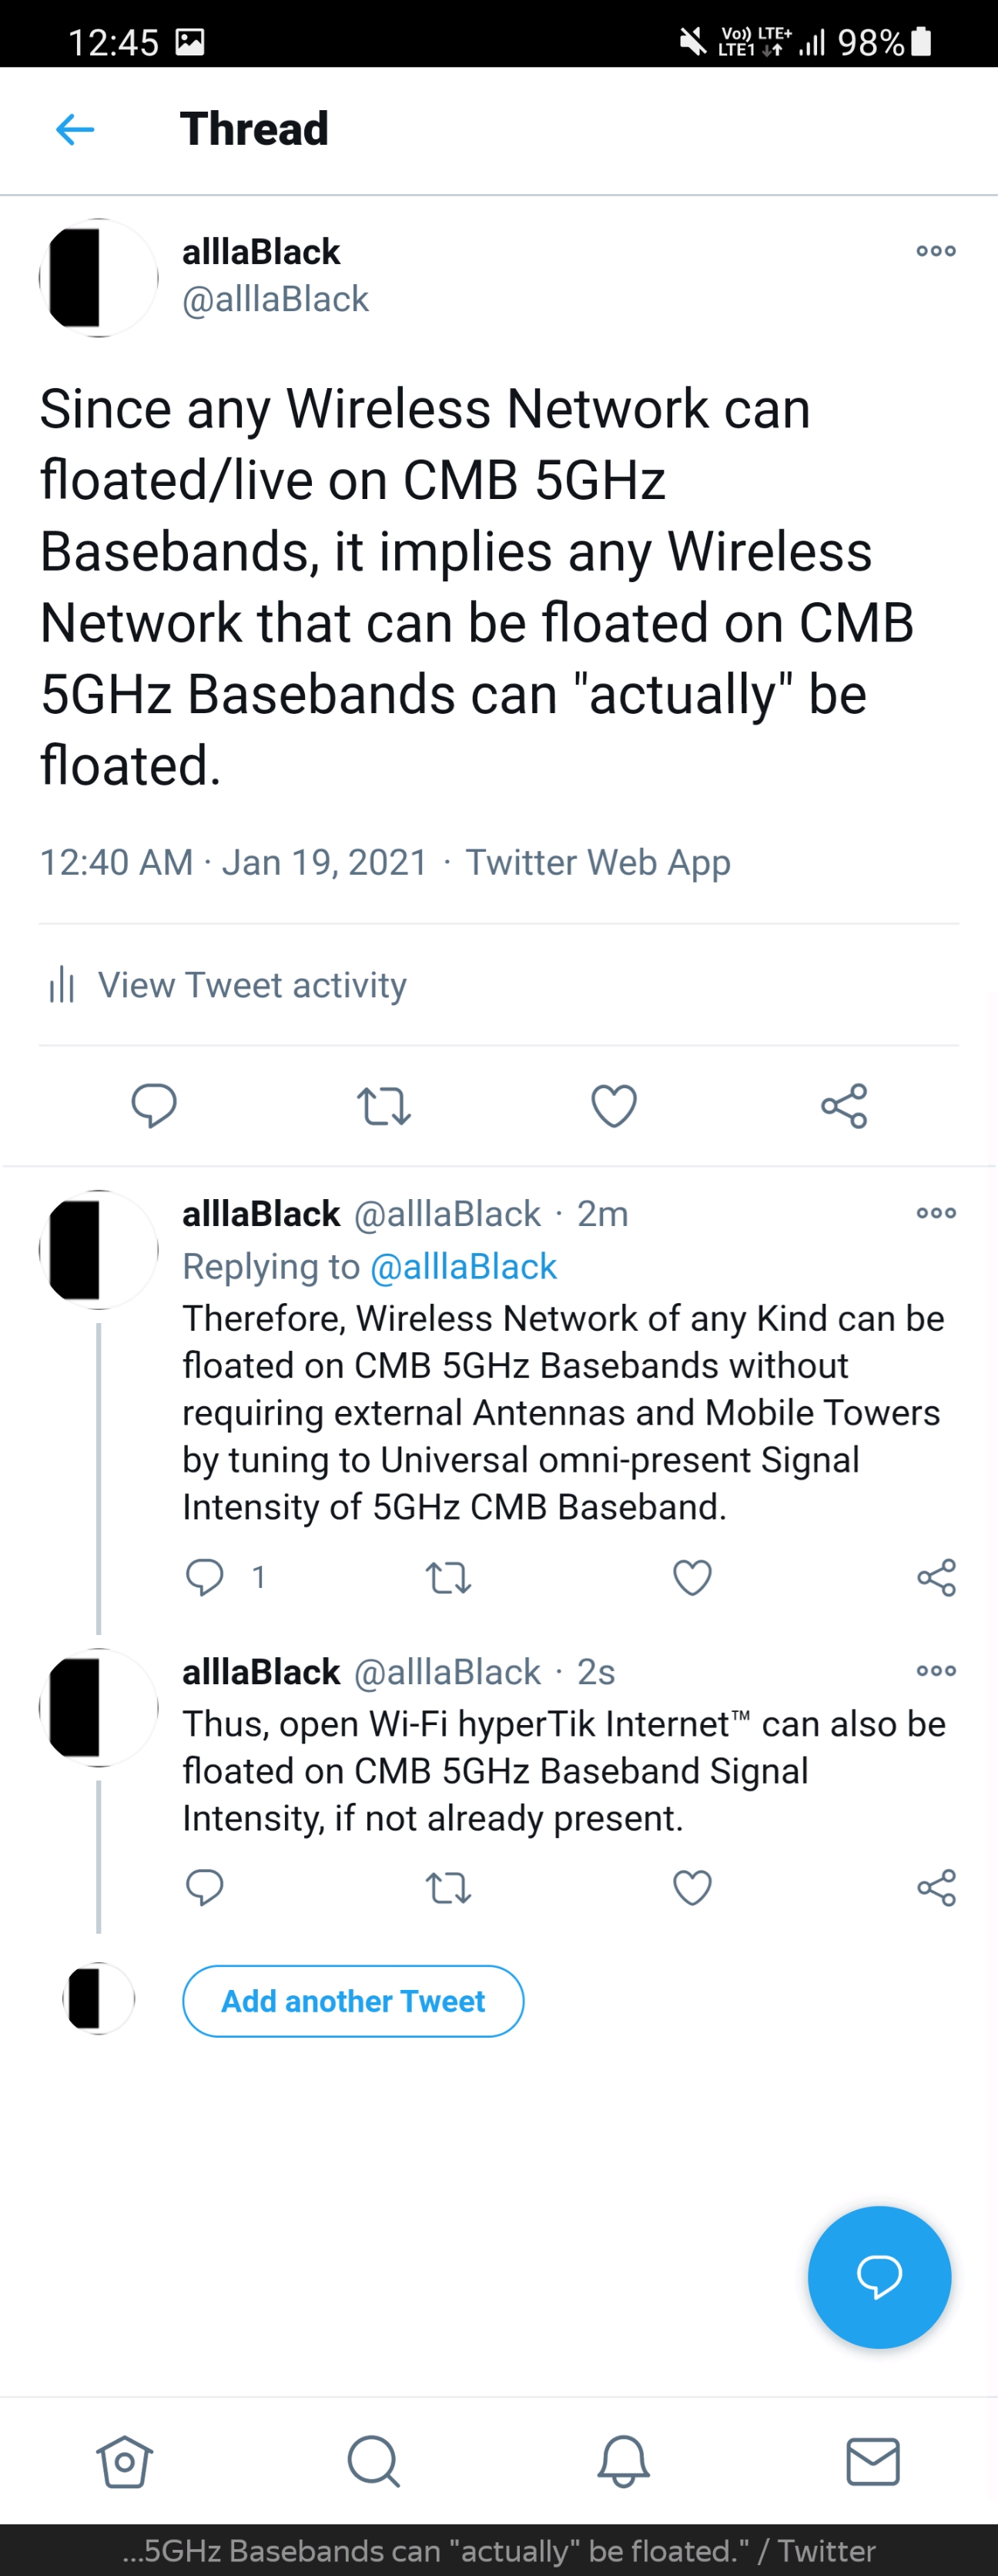 12:45
Vo)) LTE+
LTE1
98%
Thread
alllaBlack
@alllaBlack
Since any Wireless Network can
floated/live on CMB 5GHz
Basebands, it implies any Wireless
Network that can be floated on CMB
5GHz Basebands can "actually" be
floated.
12:40 AM · Jan 19, 2021 · Twitter Web App
View Tweet activity
alllaBlack @alllaBlack · 2m
Replying to @alllaBlack
Therefore, Wireless Network of any Kind can be
floated on CMB 5GHz Basebands without
requiring external Antennas and Mobile Towers
by tuning to Universal omni-present Signal
Intensity of 5GHz CMB Baseband.
1
alllaBlack @alllaBlack · 2s
Thus, open Wi-Fi hyperTik Internet™ can also be
floated on CMB 5GHz Baseband Signal
Intensity, if not already present.
Add another Tweet
...5GHz Basebands can "actually" be floated." / Twitter